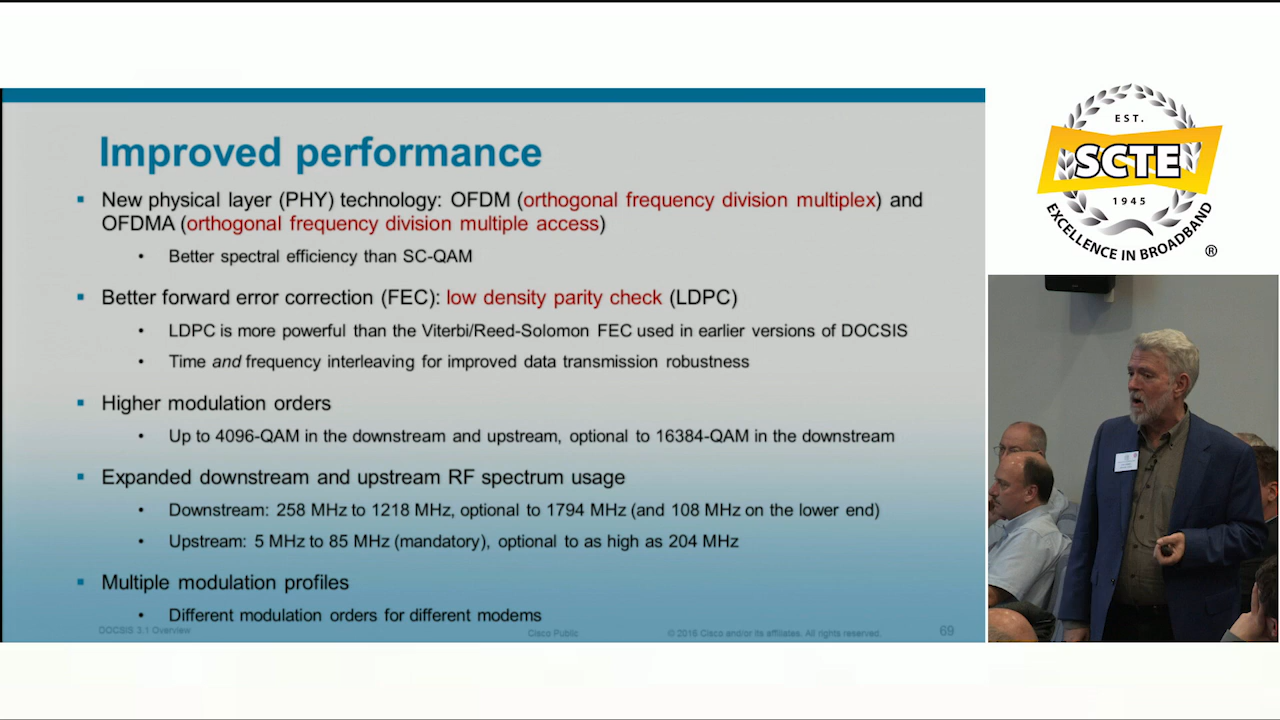 Improved performance
New physical layer (PHY) technology: OFDM (orthogonal frequency division multiplex) and
OFDMA (orthogonal frequency division multiple access)
Better spectral efficiency than SC-QAM
Better forward error correction (FEC): low density parity check (LDPC)
LDPC is more powerful than the Viterbi/Reed-Solomon FEC used in earlier versions of DOCSIS
Time and frequency interleaving for improved data transmission robustness
Higher modulation orders
Up to 4096-QAM in the downstream and upstream, optional to 16384-QAM in the downstream
Expanded downstream and upstream RF spectrum usage
Downstream: 258 MHz to 1218 MHz, optional to 1794 MHz (and 108 MHz on the lower end)
Upstream: 5 MHz to 85 MHz (mandatory), optional to as high as 204 MHz
Multiple modulation profiles
Different modulation orders for different modems
DOCSIS 3.1 Overview
Cisco Public
© 2016 Cisco and/or its affiliates. All rights reserved.
69
EST.
SCTE
1945
EXCELLENCE IN BROADBAND
®